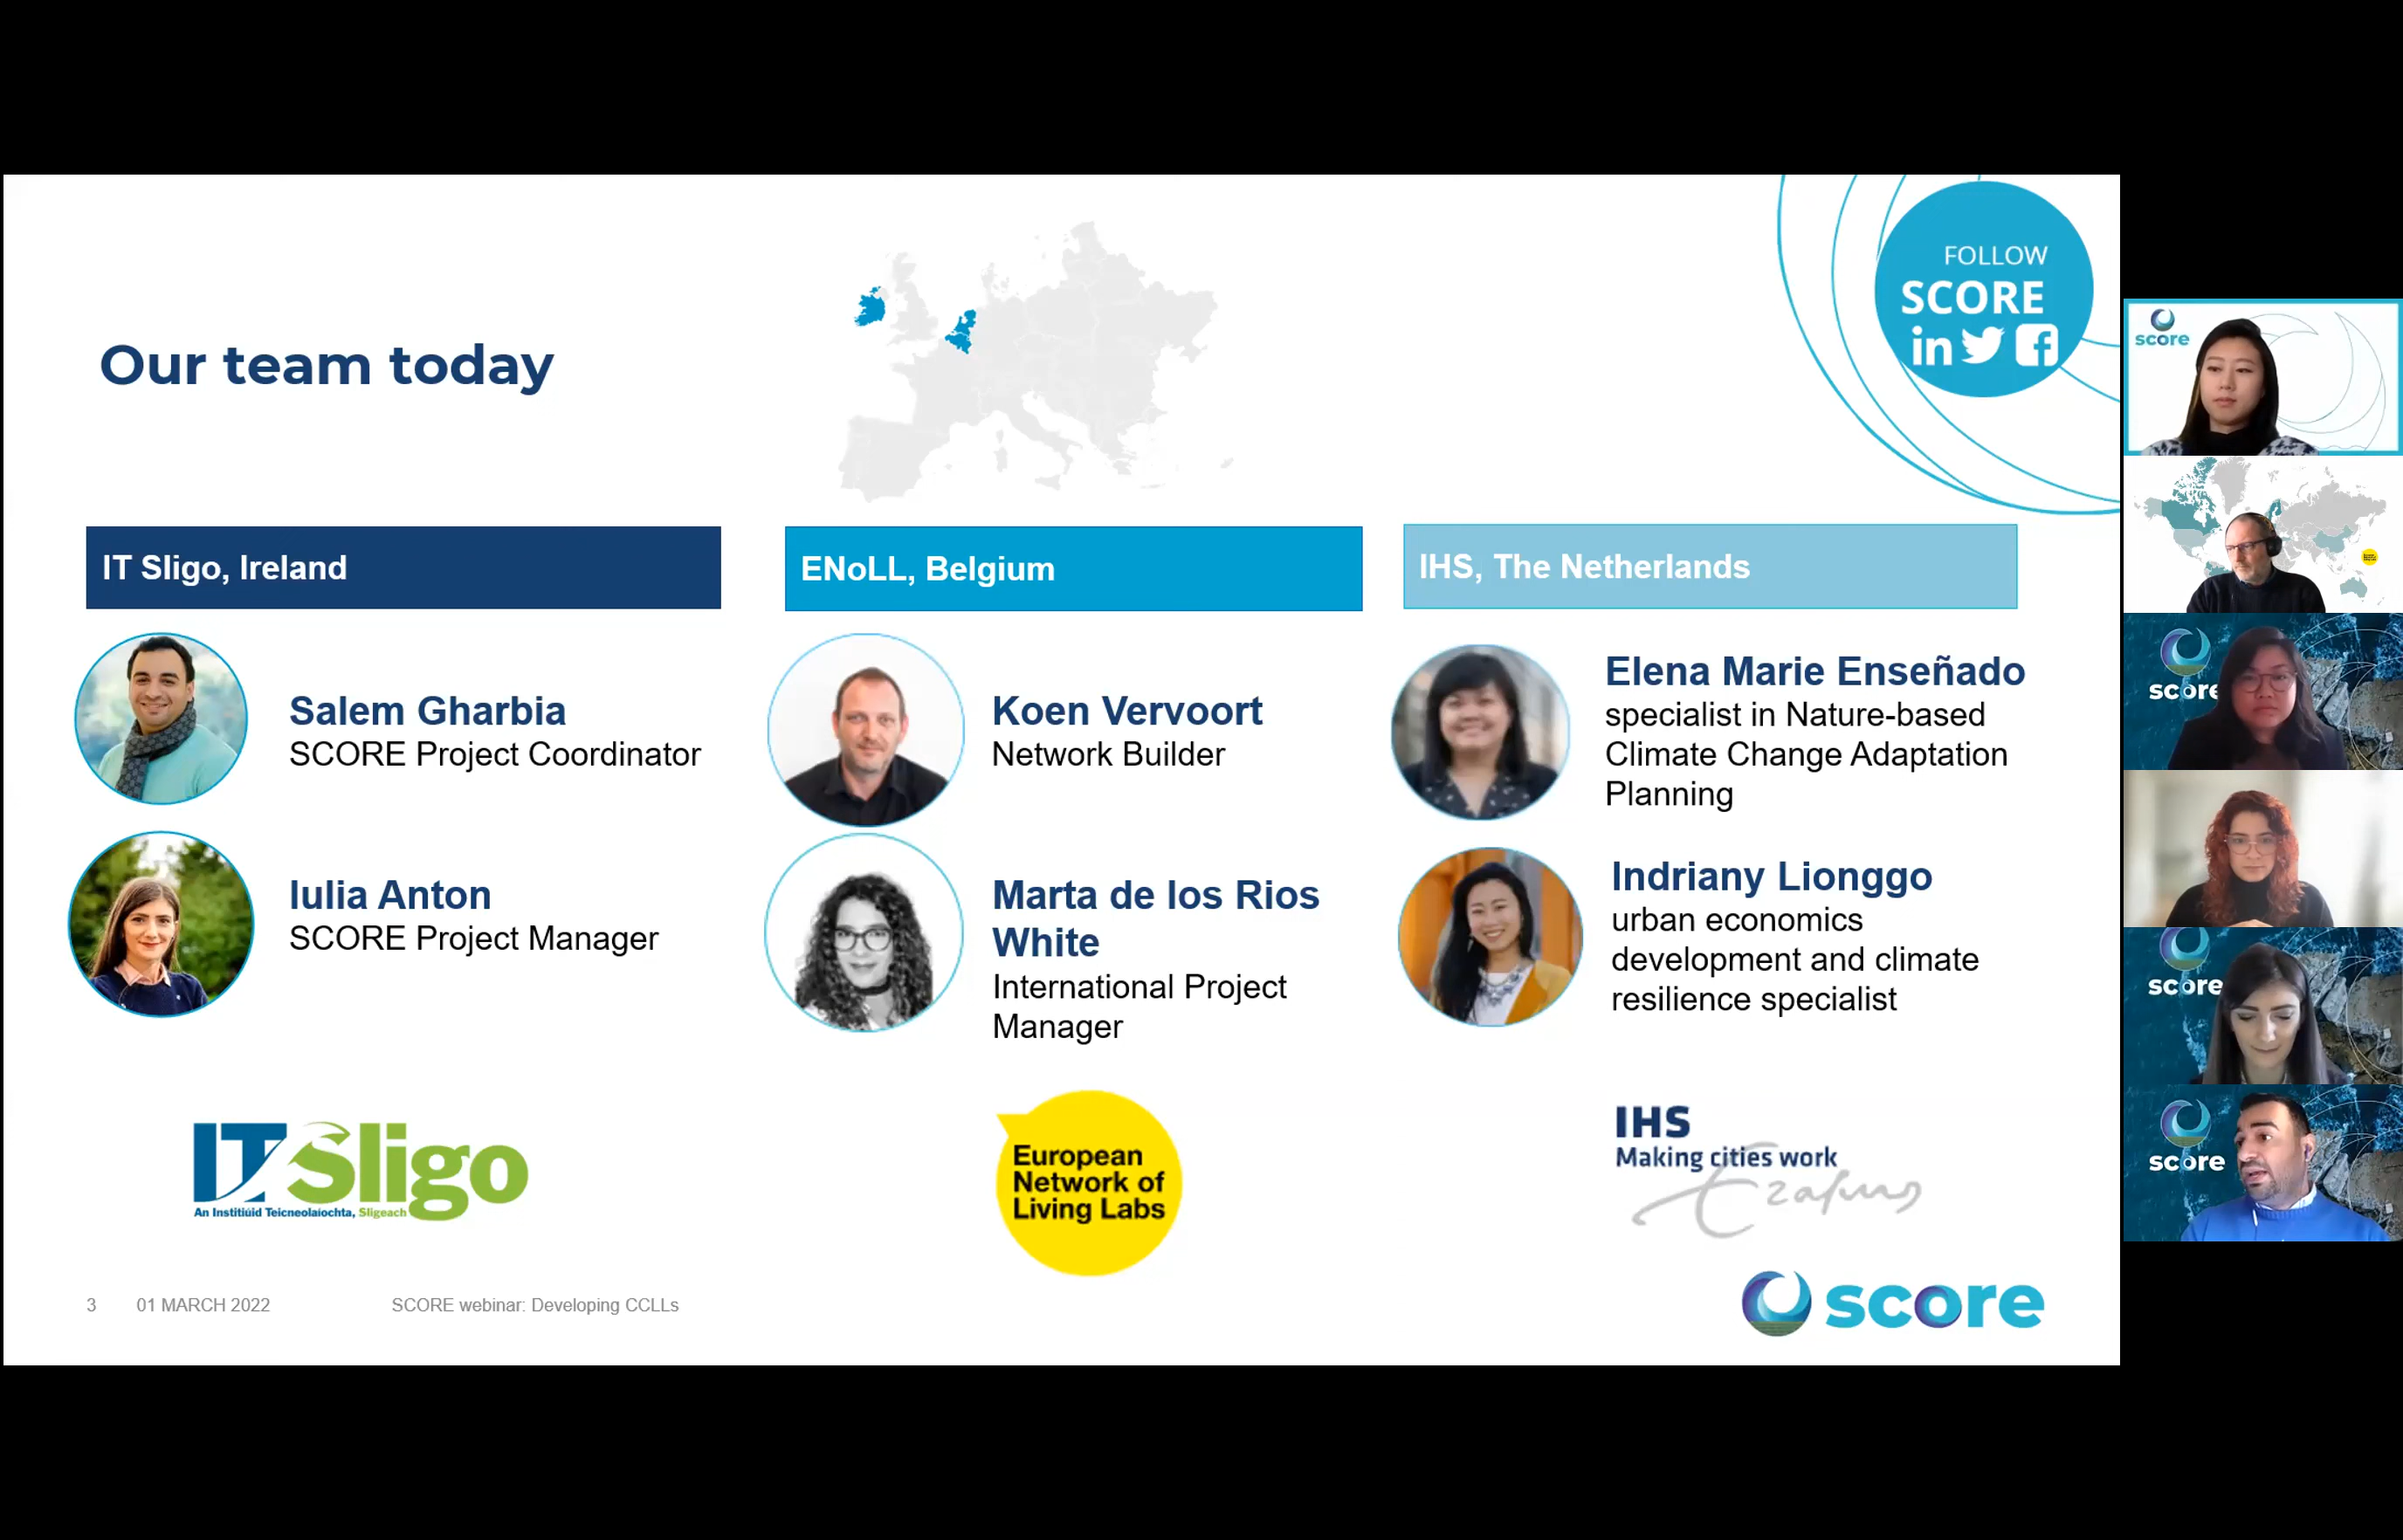 FOLLOW
SCORE
in
Our team today
IT Sligo, Ireland
Salem Gharbia
SCORE Project Coordinator
Iulia Anton
SCORE Project Manager
ENoLL, Belgium
Koen Vervoort
Network Builder
Marta de los Rios
White
International Project
Manager
IHS, The Netherlands
Elena Marie Enseñado
specialist in Nature-based
Climate Change Adaptation
Planning
Indriany Lionggo
urban economics
development and climate
resilience specialist
IT Sligo
An Institiúid Teicneolaíochta, Sligeach
European
Network of
Living Labs
IHS
Making cities work
Erasmus
3 01 MARCH 2022 SCORE webinar: Developing CCLLs
score
score
score
score
score